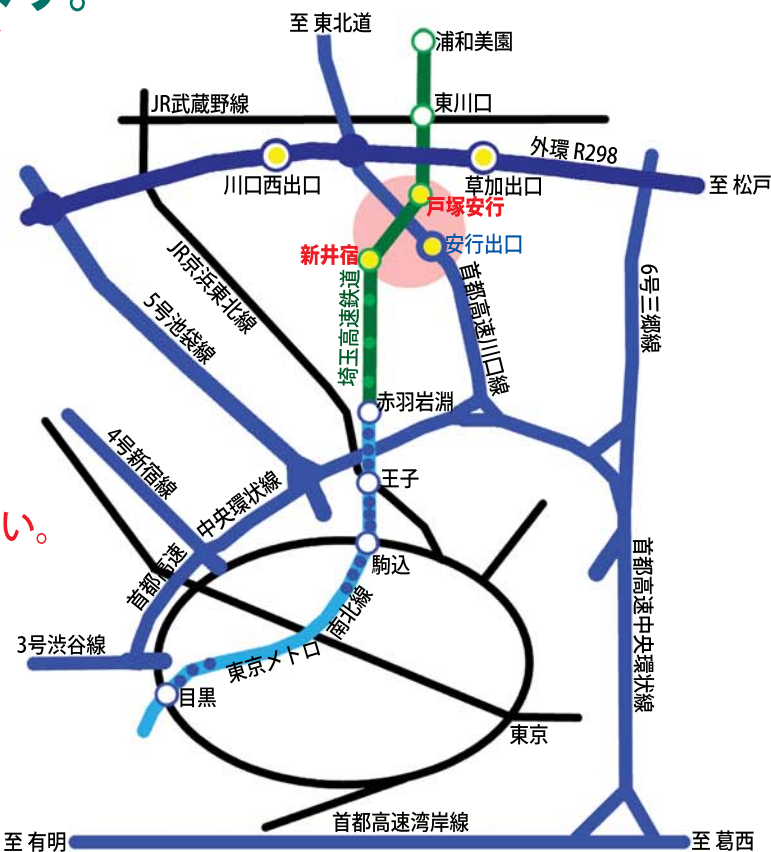 す。
至 東北道
浦和美園
JR武蔵野線
東川口
外環 R298
川口西出口
草加出口
至 松戸
戸塚安行
新井宿
安行出口
JR京浜東北線
5号池袋線
埼玉高速鉄道
首都高速川口線
6号三郷線
赤羽岩淵
4号新宿線
中央環状線
王子
い。
首都高速
駒込
首都高速中央環状線
南北線
3号渋谷線
東京メトロ
目黒
東京
首都高速湾岸線
至 有明
至 葛西